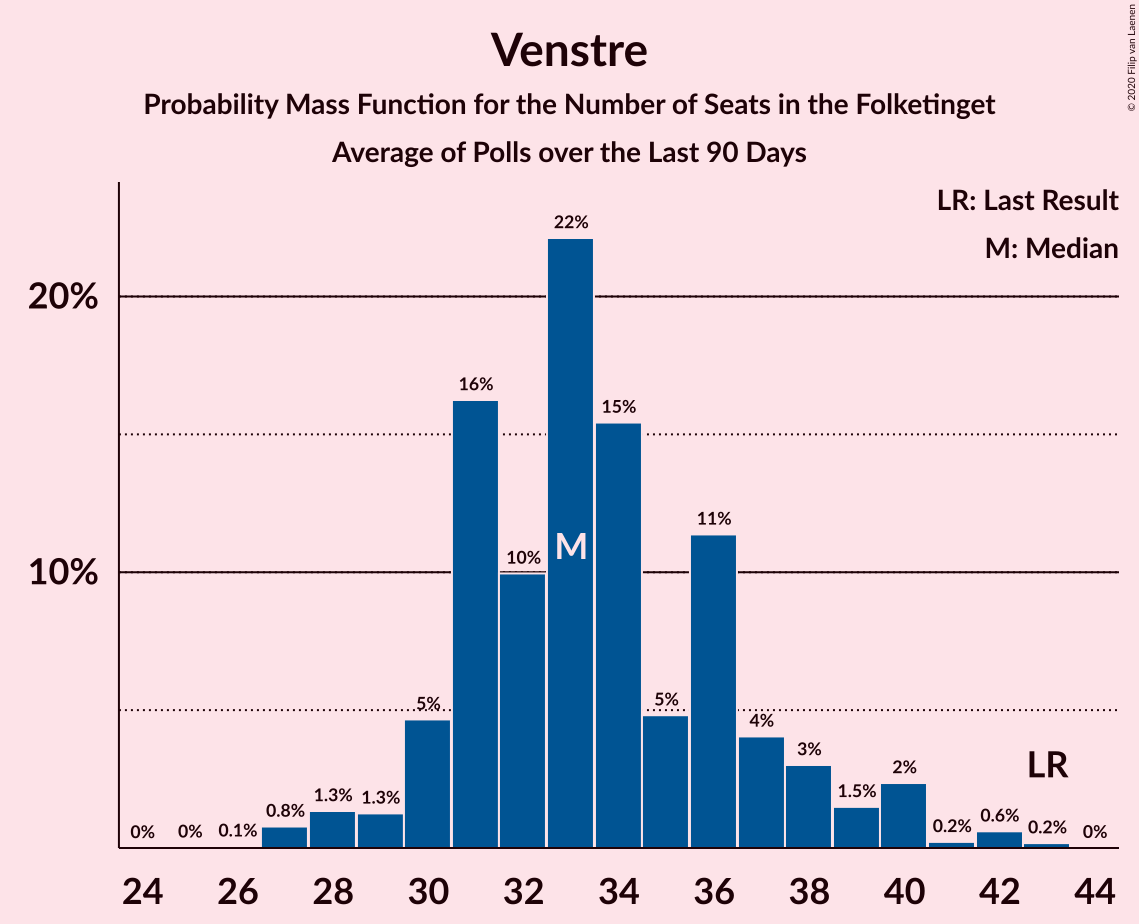 Venstre
Probability Mass Function for the Number of Seats in the Folketinget
Average of Polls over the Last 90 Days
© 2020 Filip van Laenen
LR: Last Result
M: Median
20%
10%
0%
0%
0.1%
0.8%
1.3%
1.3%
5%
16%
10%
22%
15%
5%
11%
4%
3%
1.5%
2%
0.2%
0.6%
0.2%
0%
M
LR
24 26 28 30 32 34 36 38 40 42 44